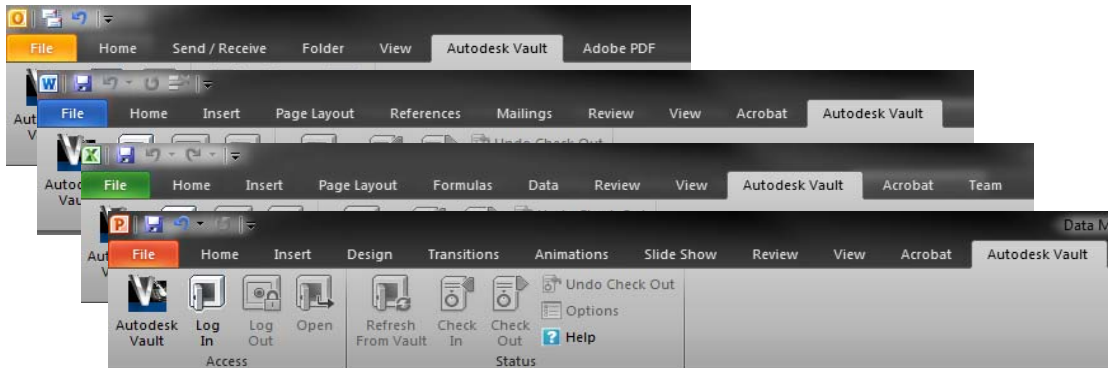 O
File Home Send / Receive Folder View Autodesk Vault Adobe PDF
W
File Home Insert Page Layout References Mailings Review View Acrobat Autodesk Vault
Undo Check Out
X
File Home Insert Page Layout Formulas Data Review View Autodesk Vault Acrobat Team
P Data M
File Home Insert Design Transitions Animations Slide Show Review View Acrobat Autodesk Vault
Undo Check Out
Options
Autodesk Log Log Open Refresh Check Check Help
Vault In Out From Vault In Out
Access Status